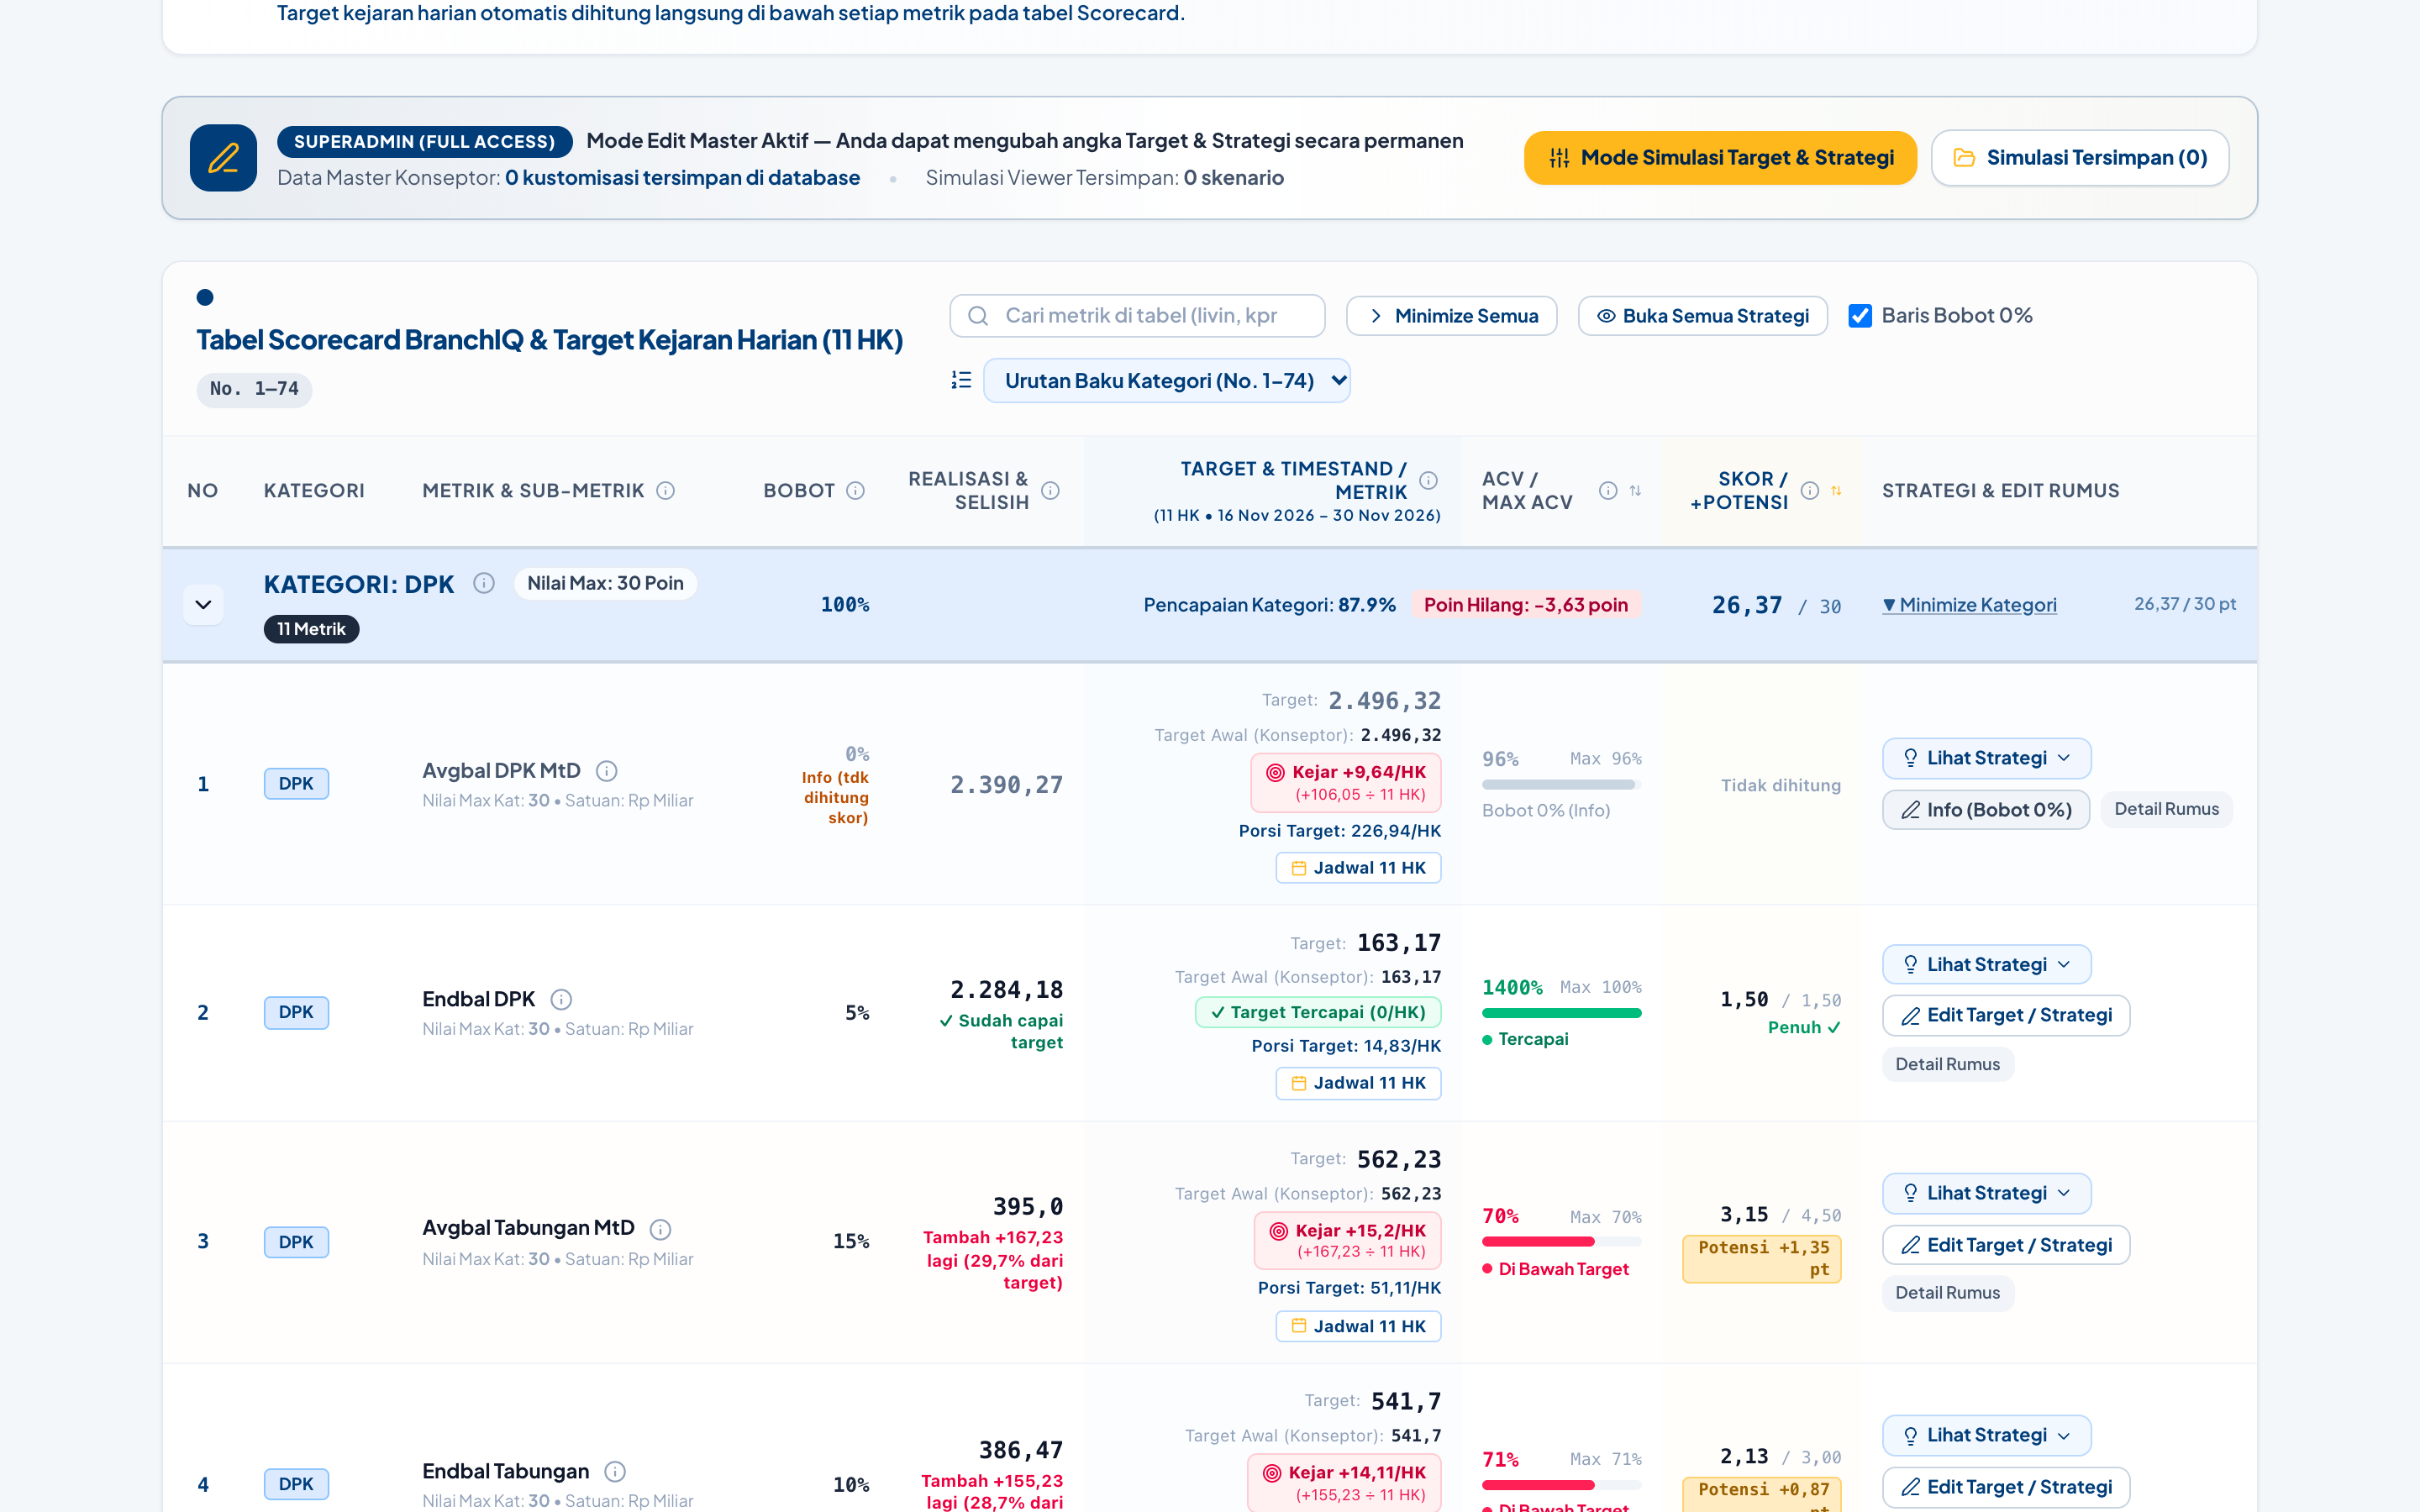 Target kejaran harian otomatis dihitung langsung di bawah setiap metrik pada tabel Scorecard.
SUPERADMIN (FULL ACCESS) Mode Edit Master Aktif — Anda dapat mengubah angka Target & Strategi secara permanen
Data Master Konseptor: 0 kustomisasi tersimpan di database • Simulasi Viewer Tersimpan: 0 skenario
Mode Simulasi Target & Strategi
Simulasi Tersimpan (0)
Tabel Scorecard BranchIQ & Target Kejaran Harian (11 HK)
No. 1–74
Cari metrik di tabel (livin, kpr
Minimize Semua
Buka Semua Strategi
Baris Bobot 0%
Urutan Baku Kategori (No. 1–74)
NO
KATEGORI
METRIK & SUB-METRIK
BOBOT
REALISASI &
SELISIH
TARGET & TIMESTAND /
METRIK
(11 HK • 16 Nov 2026 – 30 Nov 2026)
ACV /
MAX ACV
SKOR /
+POTENSI
STRATEGI & EDIT RUMUS
KATEGORI: DPK
Nilai Max: 30 Poin
11 Metrik
100%
Pencapaian Kategori: 87.9%
Poin Hilang: -3,63 poin
26,37 / 30
▼ Minimize Kategori
26,37 / 30 pt
1
DPK
Avgbal DPK MtD
Nilai Max Kat: 30 • Satuan: Rp Miliar
0%
Info (tdk
dihitung
skor)
2.390,27
Target: 2.496,32
Target Awal (Konseptor): 2.496,32
Kejar +9,64/HK
(+106,05 ÷ 11 HK)
Porsi Target: 226,94/HK
Jadwal 11 HK
96% Max 96%
Bobot 0% (Info)
Tidak dihitung
Lihat Strategi
Info (Bobot 0%)
Detail Rumus
2
DPK
Endbal DPK
Nilai Max Kat: 30 • Satuan: Rp Miliar
5%
2.284,18
✓ Sudah capai
target
Target: 163,17
Target Awal (Konseptor): 163,17
✓ Target Tercapai (0/HK)
Porsi Target: 14,83/HK
Jadwal 11 HK
1400% Max 100%
● Tercapai
1,50 / 1,50
Penuh ✓
Lihat Strategi
Edit Target / Strategi
Detail Rumus
3
DPK
Avgbal Tabungan MtD
Nilai Max Kat: 30 • Satuan: Rp Miliar
15%
395,0
Tambah +167,23
lagi (29,7% dari
target)
Target: 562,23
Target Awal (Konseptor): 562,23
Kejar +15,2/HK
(+167,23 ÷ 11 HK)
Porsi Target: 51,11/HK
Jadwal 11 HK
70% Max 70%
● Di Bawah Target
3,15 / 4,50
Potensi +1,35
pt
Lihat Strategi
Edit Target / Strategi
Detail Rumus
4
DPK
Endbal Tabungan
Nilai Max Kat: 30 • Satuan: Rp Miliar
10%
386,47
Tambah +155,23
lagi (28,7% dari
Target: 541,7
Target Awal (Konseptor): 541,7
Kejar +14,11/HK
(+155,23 ÷ 11 HK)
71% Max 71%
● Di Bawah Target
2,13 / 3,00
Potensi +0,87
pt
Lihat Strategi
Edit Target / Strategi